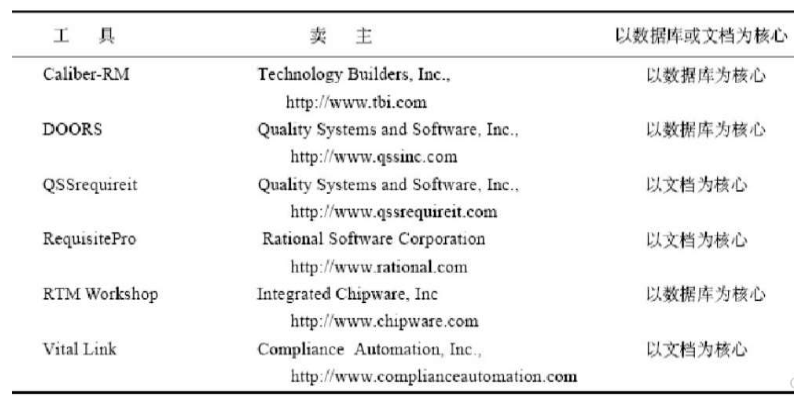 工 具 卖 主 以数据库或文档为核心
Caliber-RM Technology Builders, Inc., 以数据库为核心
http://www.tbi.com
DOORS Quality Systems and Software, Inc., 以数据库为核心
http://www.qssinc.com
QSSrequireit Quality Systems and Software, Inc., 以文档为核心
http://www.qssrequireit.com
RequisitePro Rational Software Corporation 以文档为核心
http://www.rational.com
RTM Workshop Integrated Chipware, Inc 以数据库为核心
http://www.chipware.com
Vital Link Compliance Automation, Inc., 以文档为核心
http://www.complianceautomation.com